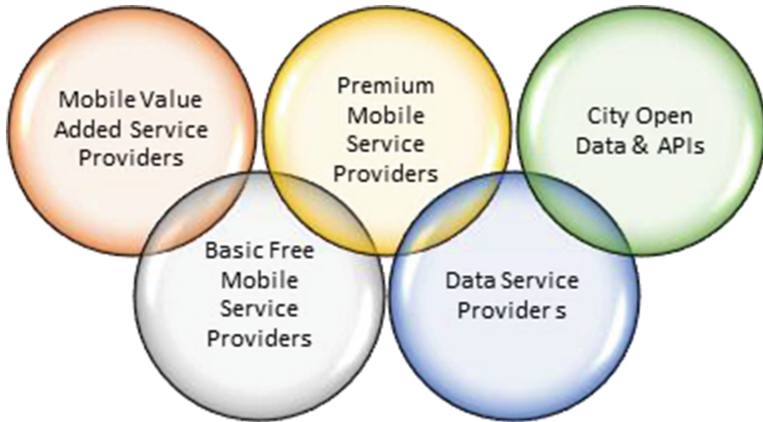 Mobile Value
Added Service
Providers
Premium
Mobile
Service
Providers
City Open
Data & APIs
Basic Free
Mobile
Service
Providers
Data Service
Provider s